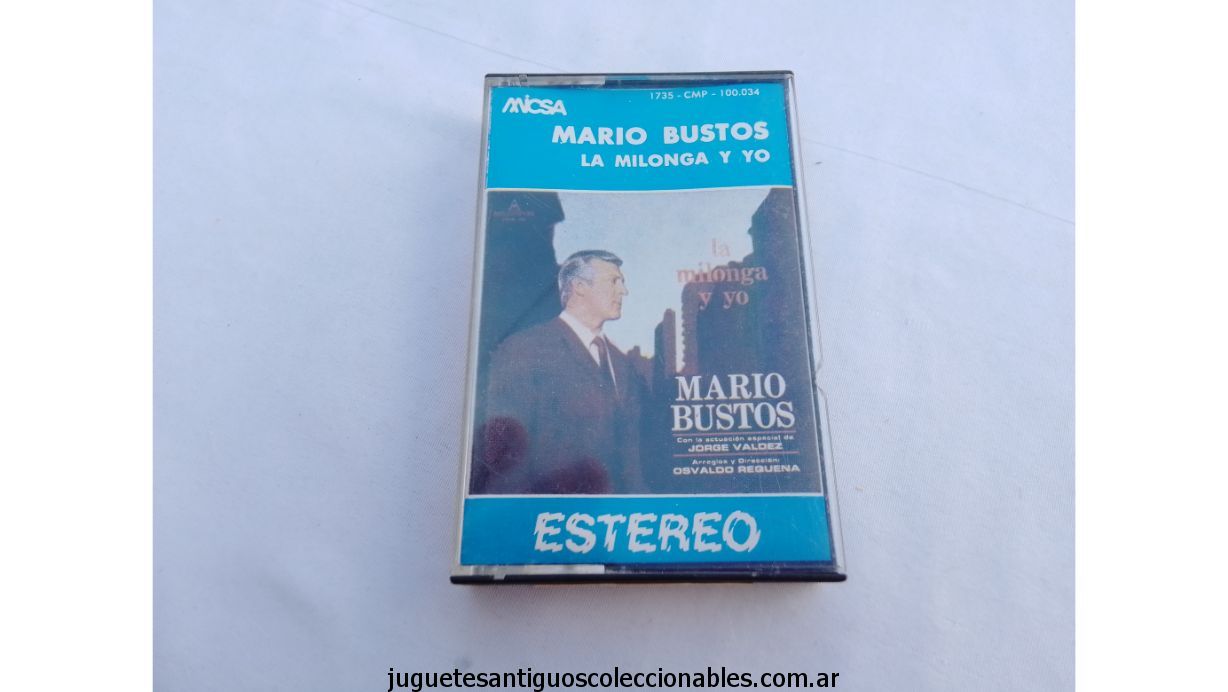 MICSA
1735 - CMP - 100.034
MARIO BUSTOS
LA MILONGA Y YO
la
milonga
y yo
MARIO
BUSTOS
Con la actuación especial de
JORGE VALDEZ
Arreglos y Dirección:
OSVALDO REQUENA
ESTEREO
juguetesantiguoscoleccionables.com.ar